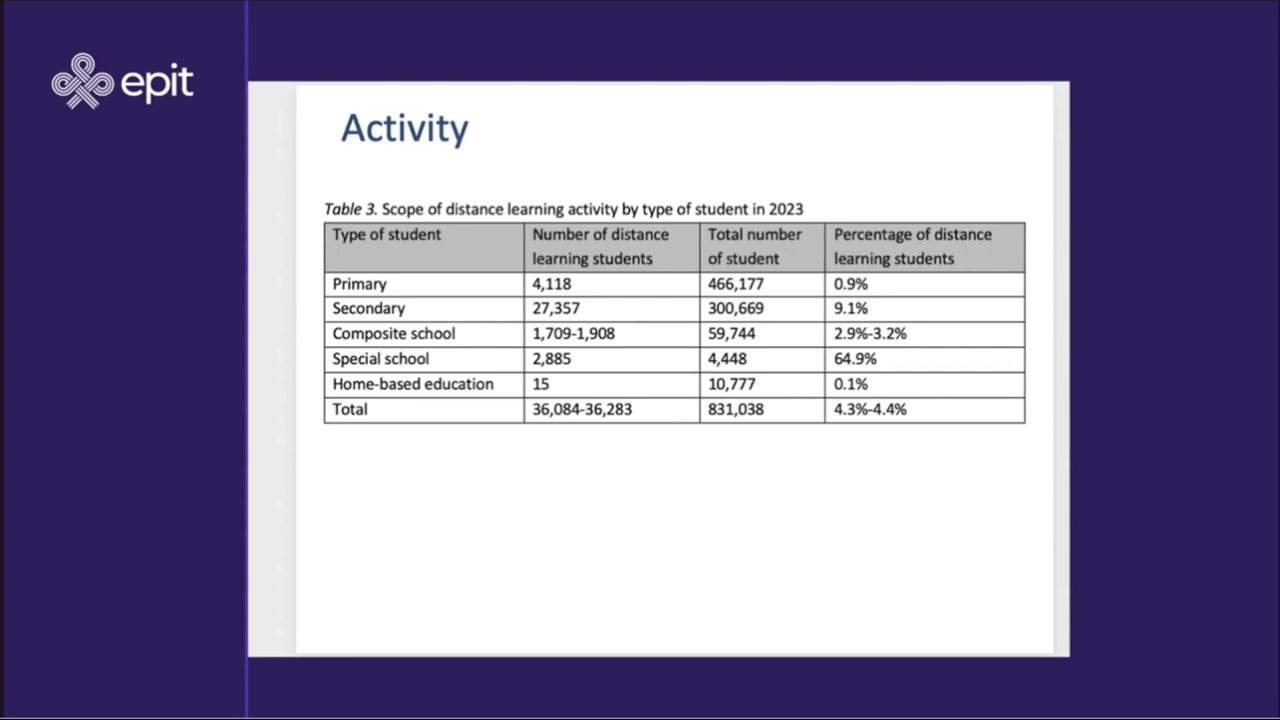 epit
Activity
Table 3. Scope of distance learning activity by type of student in 2023
Type of student Number of distance learning students Total number of student Percentage of distance learning students
Primary 4,118 466,177 0.9%
Secondary 27,357 300,669 9.1%
Composite school 1,709-1,908 59,744 2.9%-3.2%
Special school 2,885 4,448 64.9%
Home-based education 15 10,777 0.1%
Total 36,084-36,283 831,038 4.3%-4.4%